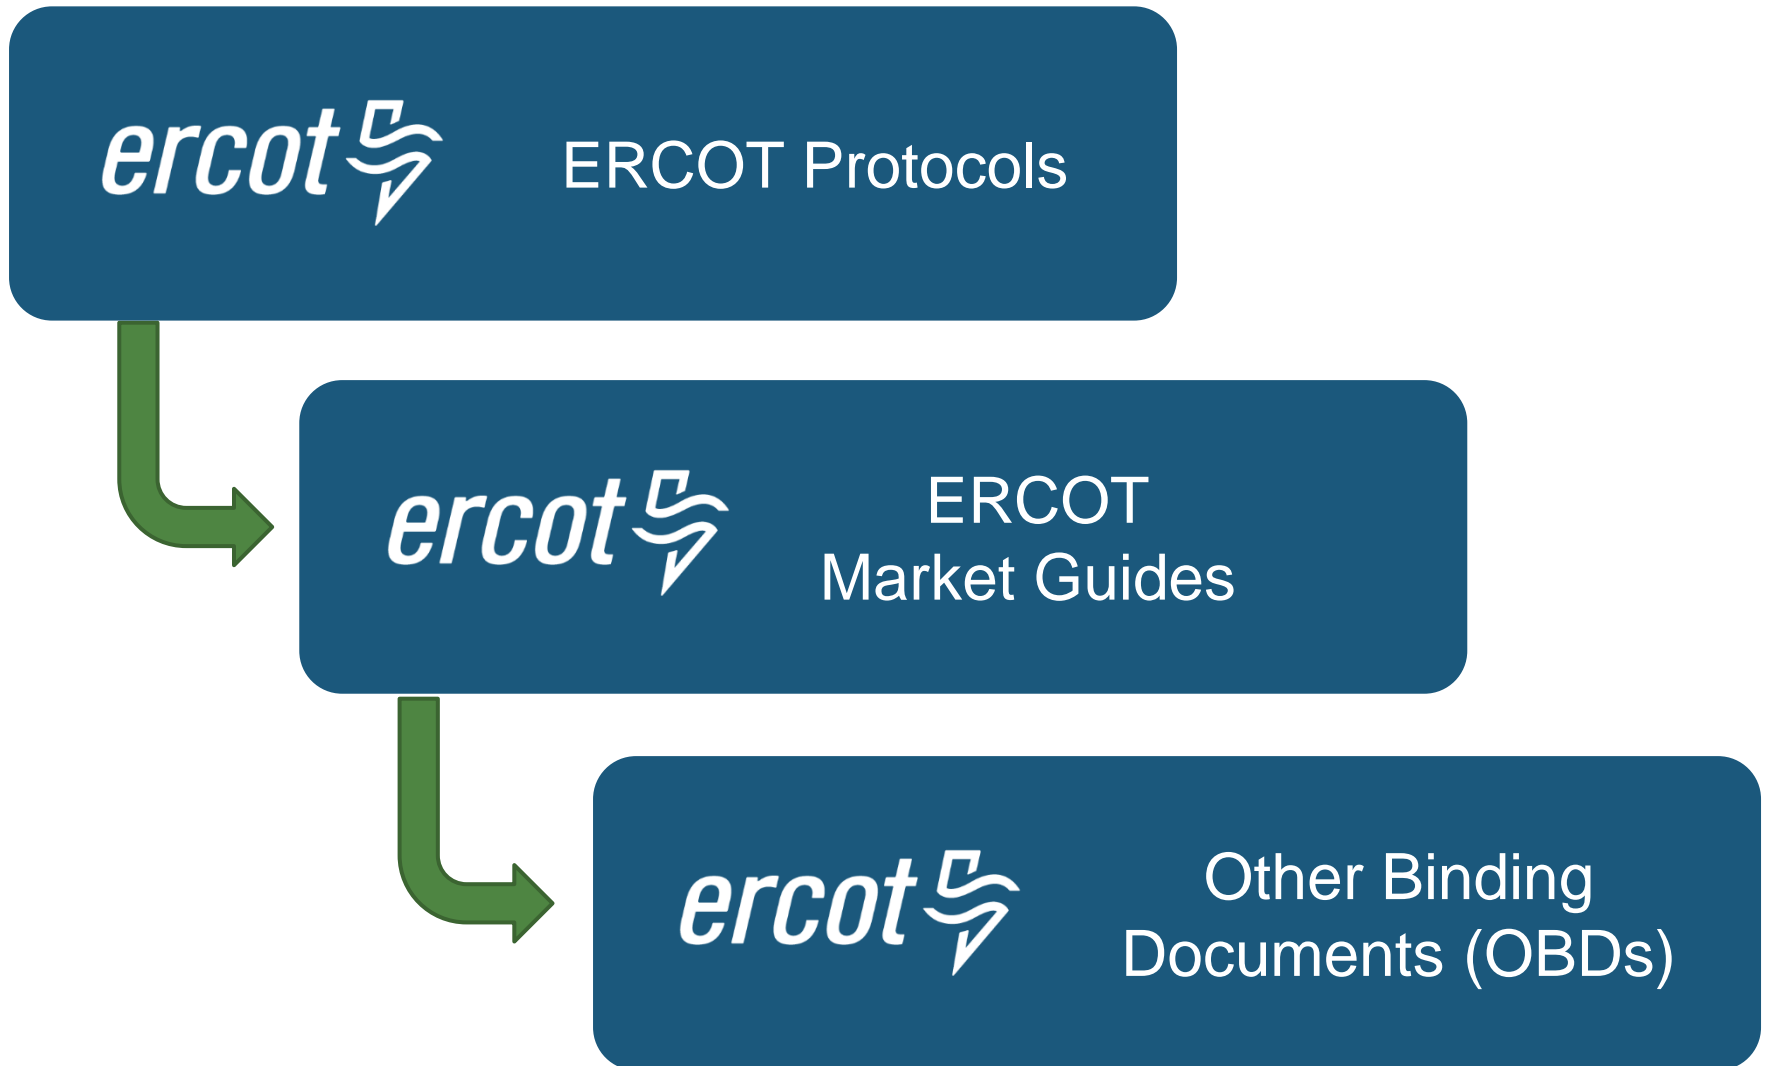 ercot
ERCOT Protocols
ercot
ERCOT
Market Guides
ercot
Other Binding
Documents (OBDs)